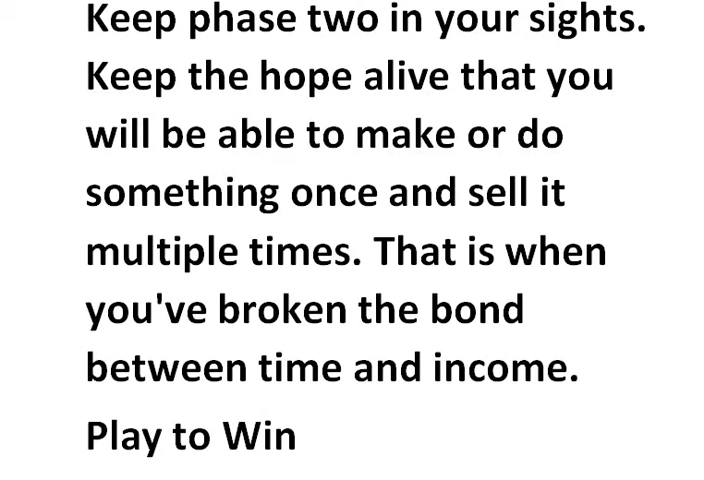 Keep phase two in your sights.
Keep the hope alive that you
will be able to make or do
something once and sell it
multiple times. That is when
you've broken the bond
between time and income.
Play to Win